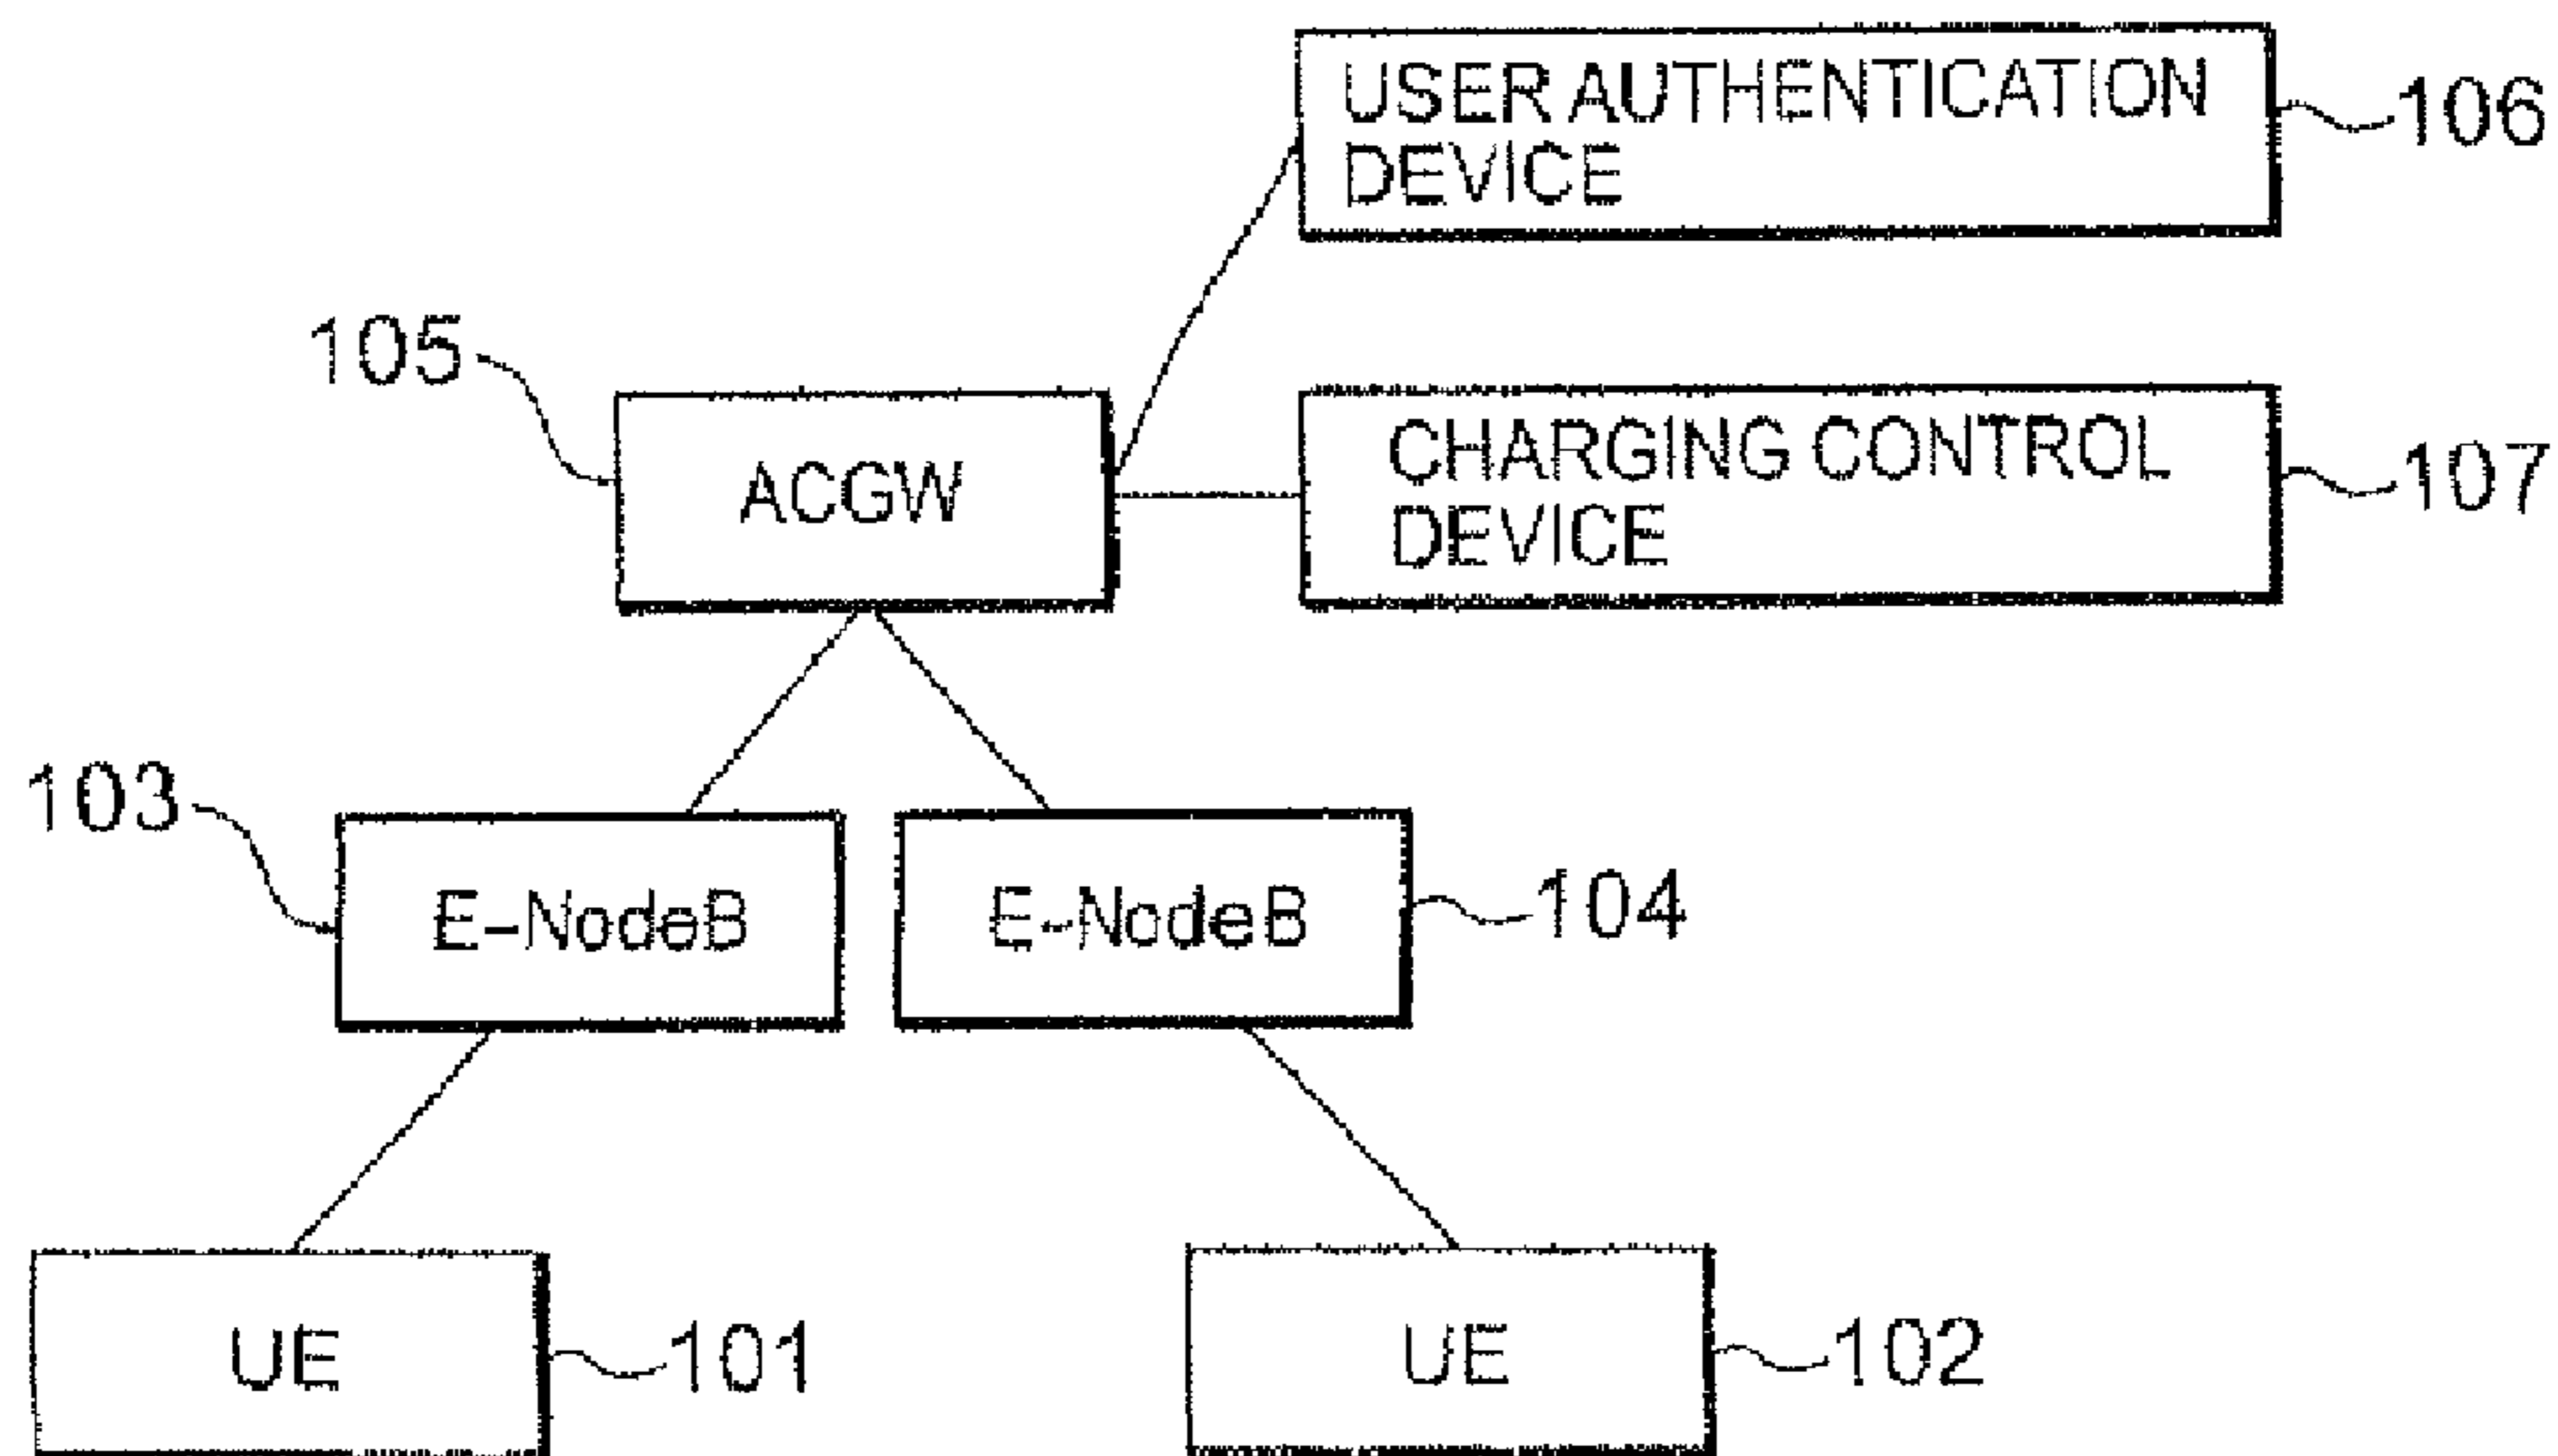 USER AUTHENTICATION
DEVICE
106
105
ACGW
CHARGING CONTROL
DEVICE
107
103
E-NodeB
E-NodeB
104
UE
101
UE
102